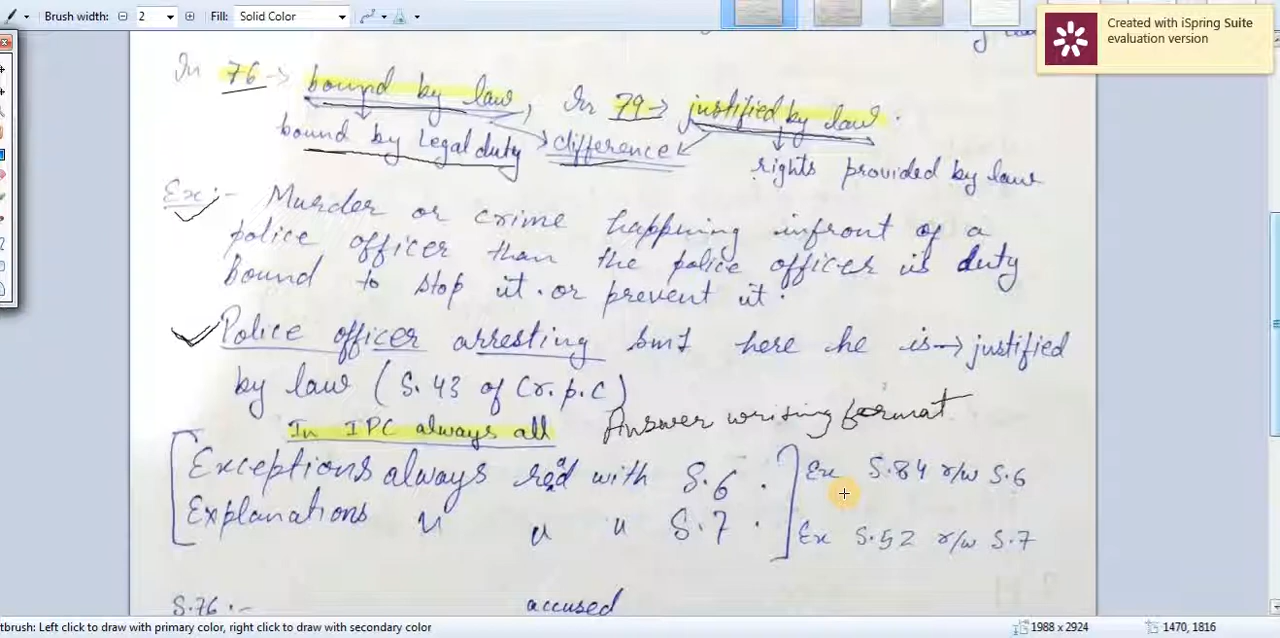 Brush width: 2 Fill: Solid Color
Created with iSpring Suite
evaluation version
In 76 -> bound by law, In 79 -> justified by law.
bound by Legal duty difference
rights provided by law
Ex:- Murder or crime happening infront of a
police officer than the police officer is duty
bound to stop it. or prevent it.
Police officer arresting but here he is -> justified
by law (S. 43 of Cr.p.C)
In IPC always all Answer writing format
Exceptions always read with S.6. Ex S.84 r/w S.6
Explanations " " " S.7. Ex S.52 r/w S.7
S.76.- accused
tbrush: Left click to draw with primary color, right click to draw with secondary color
1988 x 2924 1470, 1816